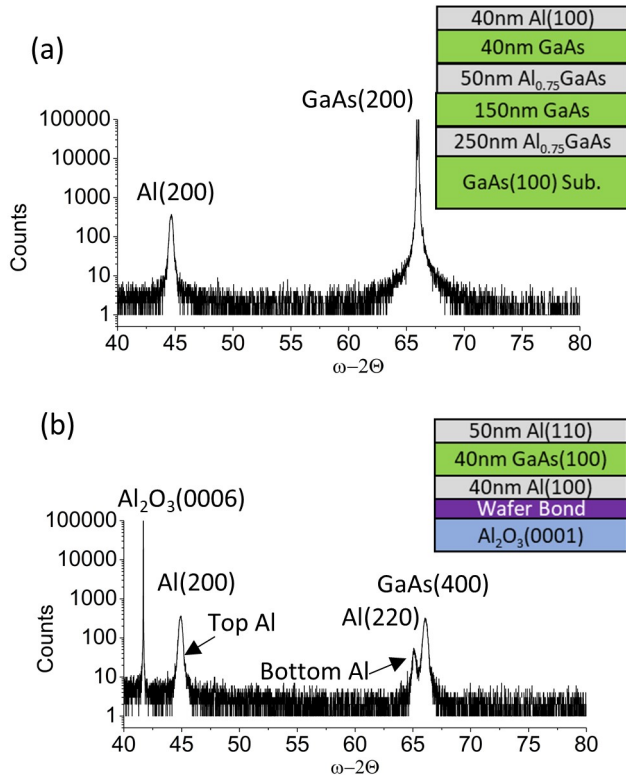 (a)
40nm Al(100)
40nm GaAs
50nm Al₀.₇₅GaAs
150nm GaAs
250nm Al₀.₇₅GaAs
GaAs(100) Sub.
GaAs(200)
Al(200)
Counts
100000
10000
1000
100
10
1
40 45 50 55 60 65 70 75 80
ω−2Θ
(b)
50nm Al(110)
40nm GaAs(100)
40nm Al(100)
Wafer Bond
Al₂O₃(0001)
Al₂O₃(0006)
Al(200)
Top Al
GaAs(400)
Al(220)
Bottom Al
Counts
100000
10000
1000
100
10
1
40 45 50 55 60 65 70 75 80
ω−2Θ